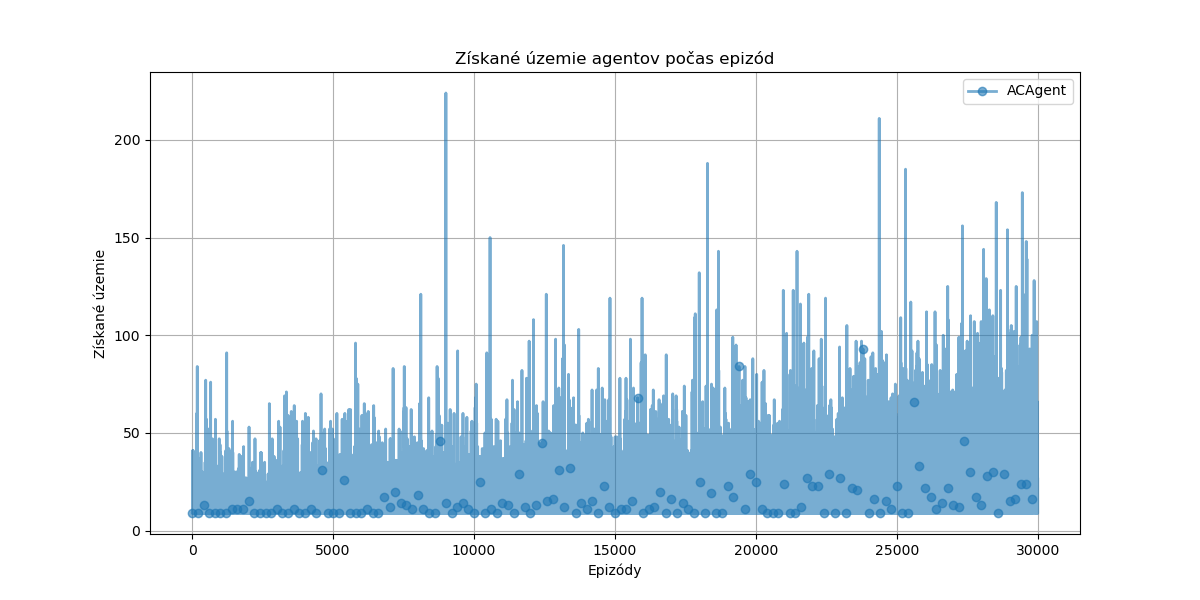 Získané územie agentov počas epizód
ACAgent
Získané územie
200
150
100
50
0
0 5000 10000 15000 20000 25000 30000
Epizódy